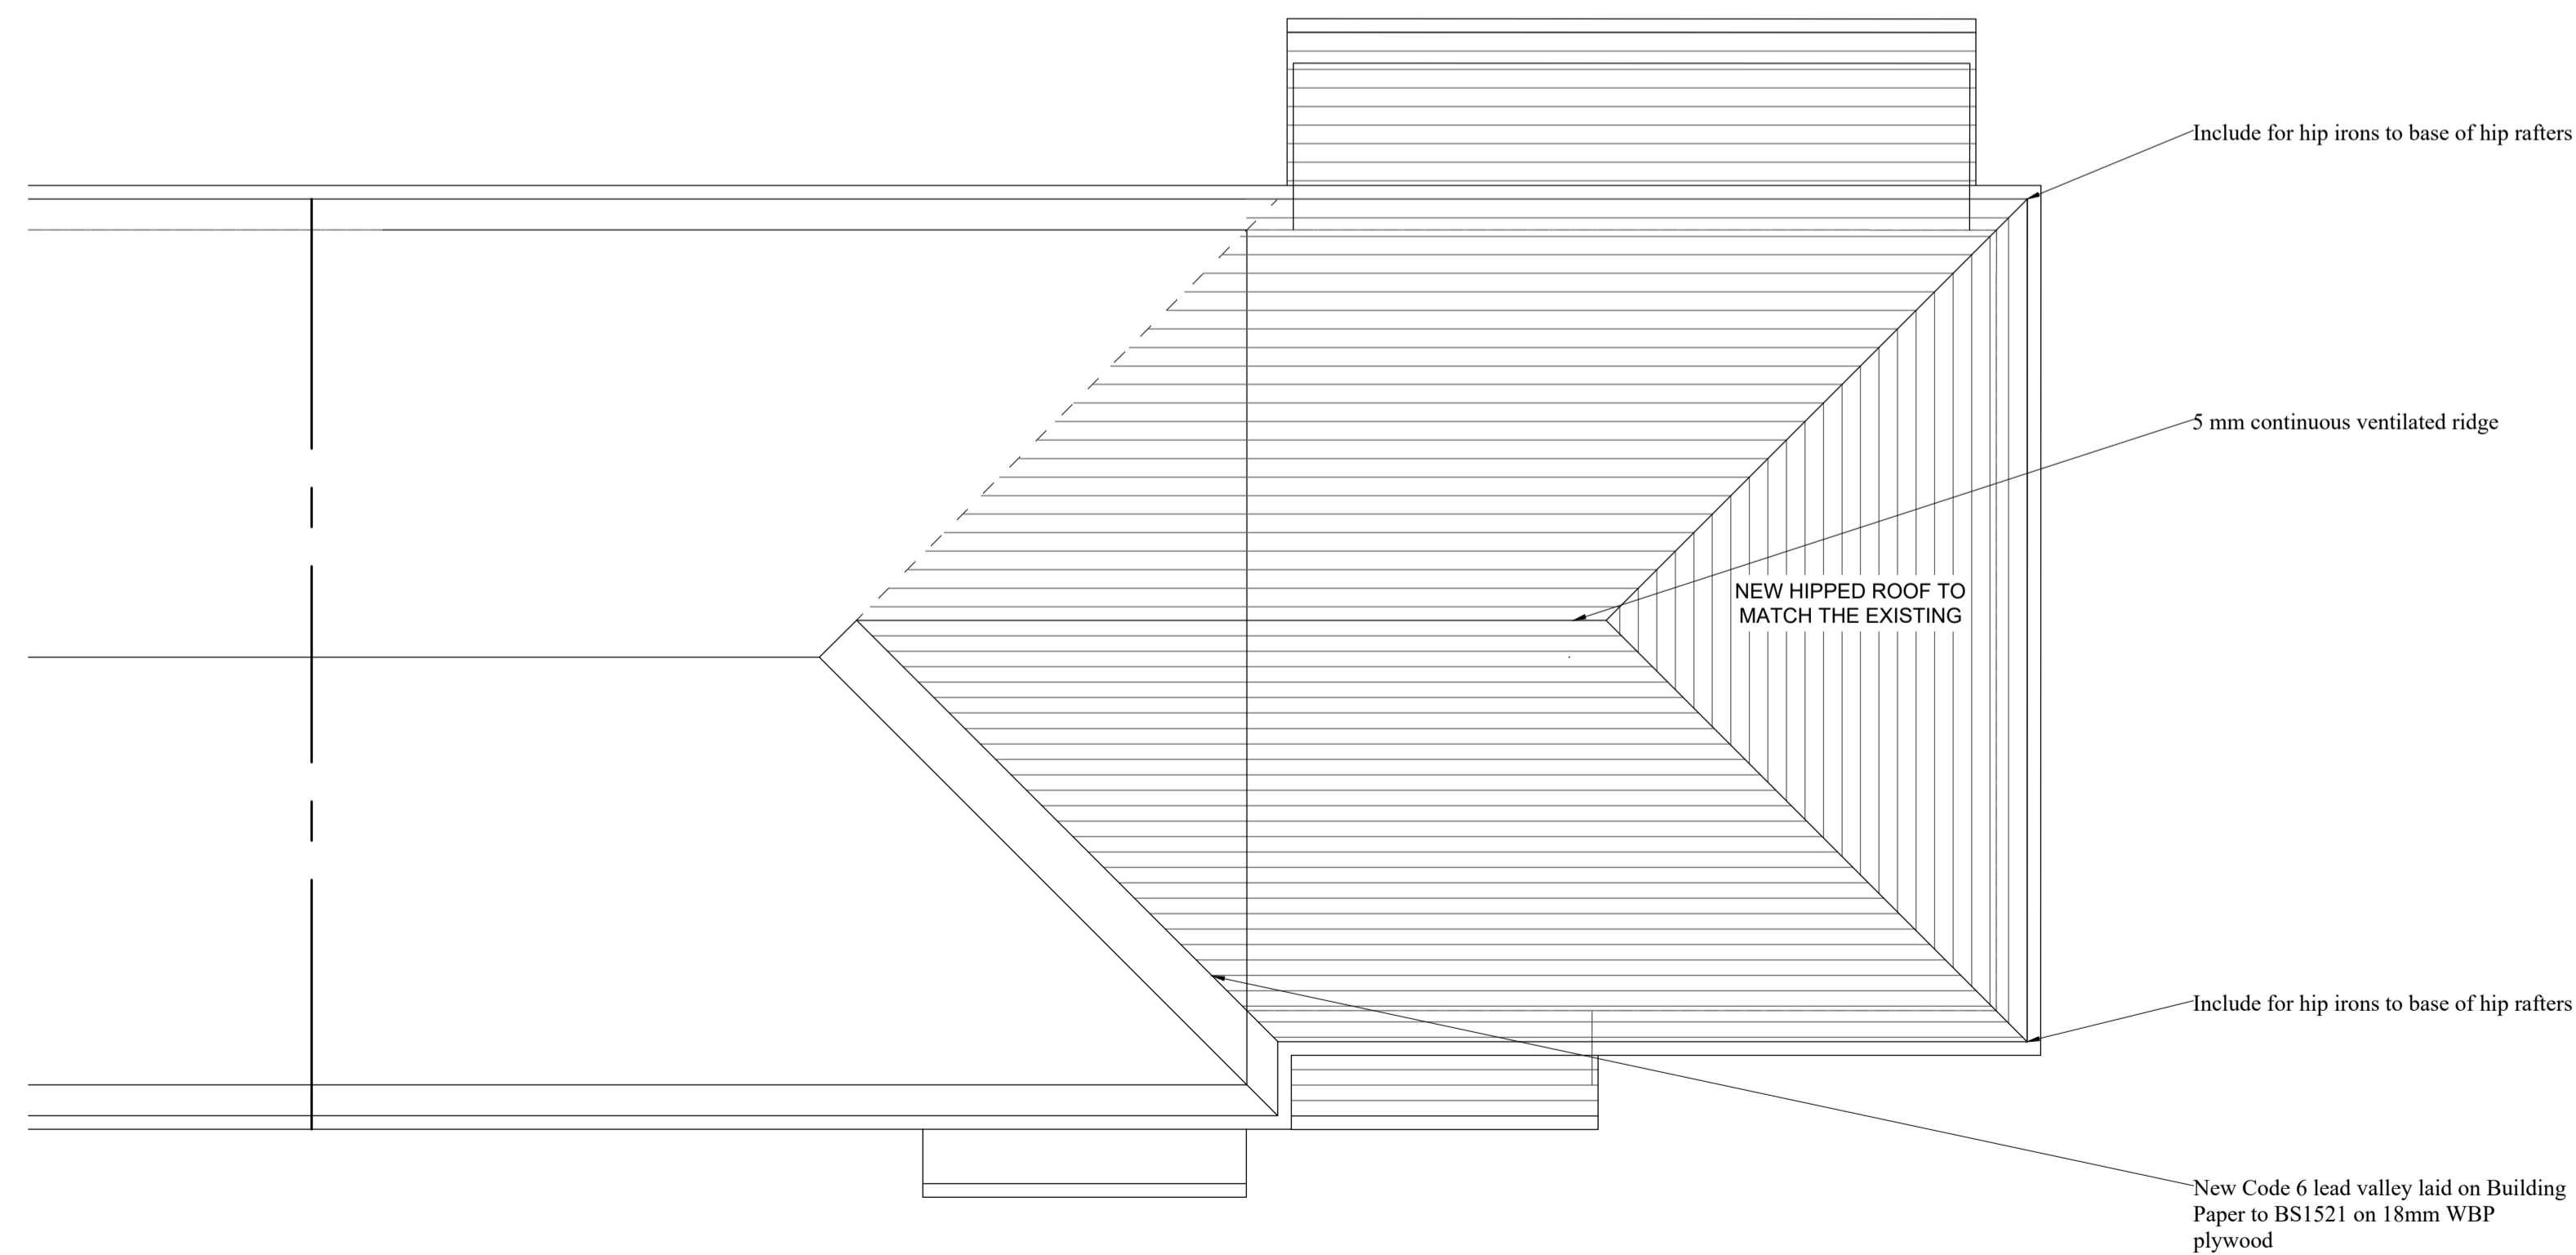 Include for hip irons to base of hip rafters
5 mm continuous ventilated ridge
NEW HIPPED ROOF TO
MATCH THE EXISTING
Include for hip irons to base of hip rafters
New Code 6 lead valley laid on Building
Paper to BS1521 on 18mm WBP
plywood